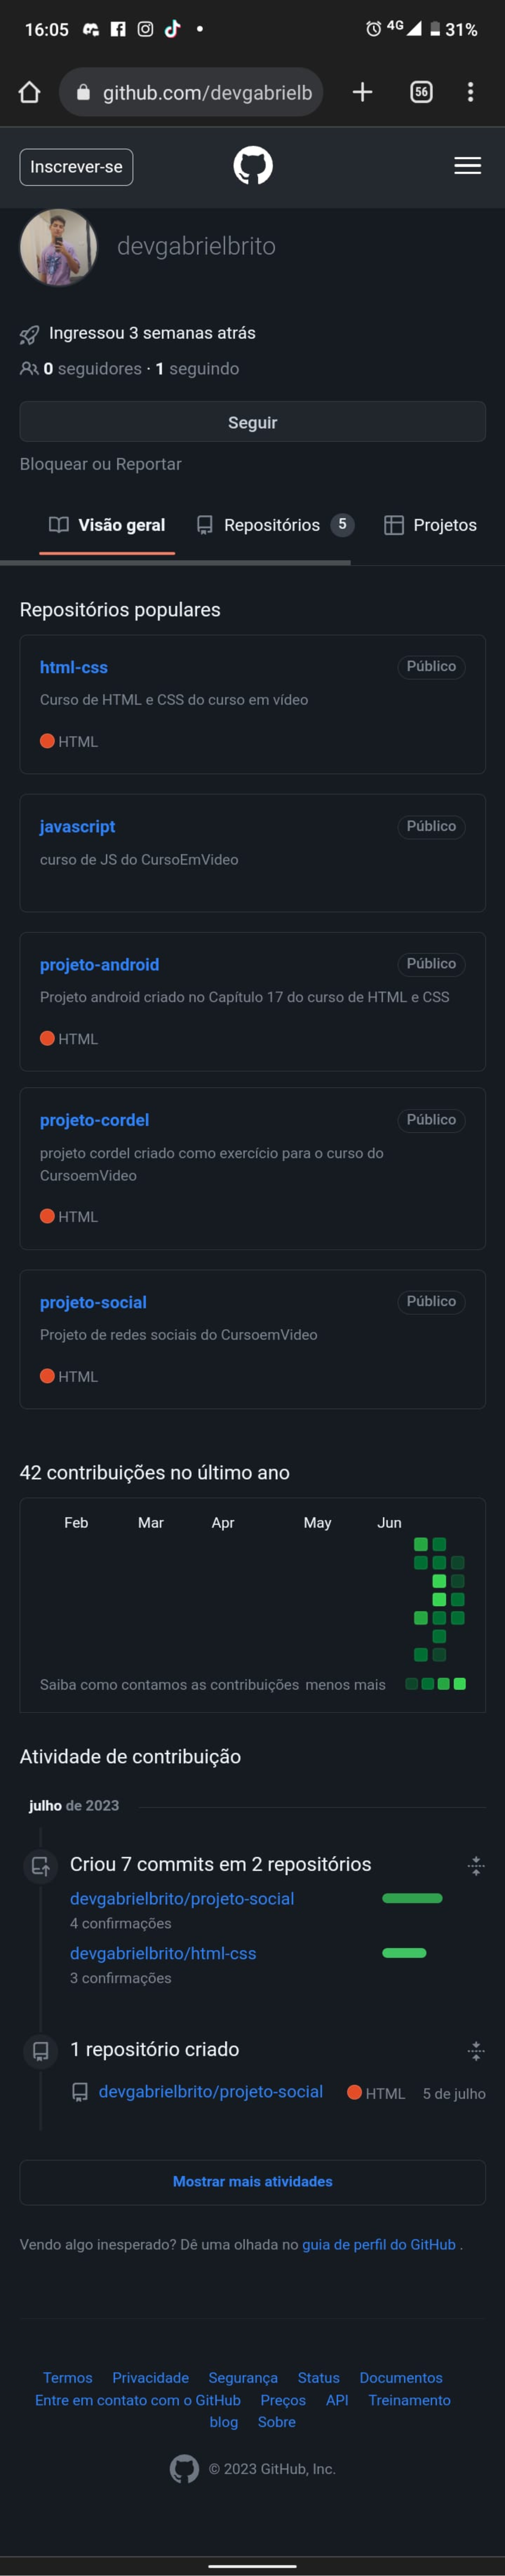 16:05
4G
31%
github.com/devgabrielb
56
Inscrever-se
devgabrielbrito
Ingressou 3 semanas atrás
0 seguidores · 1 seguindo
Seguir
Bloquear ou Reportar
Visão geral
Repositórios 5
Projetos
Repositórios populares
html-css
Público
Curso de HTML e CSS do curso em vídeo
HTML
javascript
Público
curso de JS do CursoEmVideo
projeto-android
Público
Projeto android criado no Capítulo 17 do curso de HTML e CSS
HTML
projeto-cordel
Público
projeto cordel criado como exercício para o curso do
CursoemVideo
HTML
projeto-social
Público
Projeto de redes sociais do CursoemVideo
HTML
42 contribuições no último ano
Feb Mar Apr May Jun
Saiba como contamos as contribuições menos mais
Atividade de contribuição
julho de 2023
Criou 7 commits em 2 repositórios
devgabrielbrito/projeto-social
4 confirmações
devgabrielbrito/html-css
3 confirmações
1 repositório criado
devgabrielbrito/projeto-social HTML 5 de julho
Mostrar mais atividades
Vendo algo inesperado? Dê uma olhada no guia de perfil do GitHub .
Termos Privacidade Segurança Status Documentos
Entre em contato com o GitHub Preços API Treinamento
blog Sobre
© 2023 GitHub, Inc.